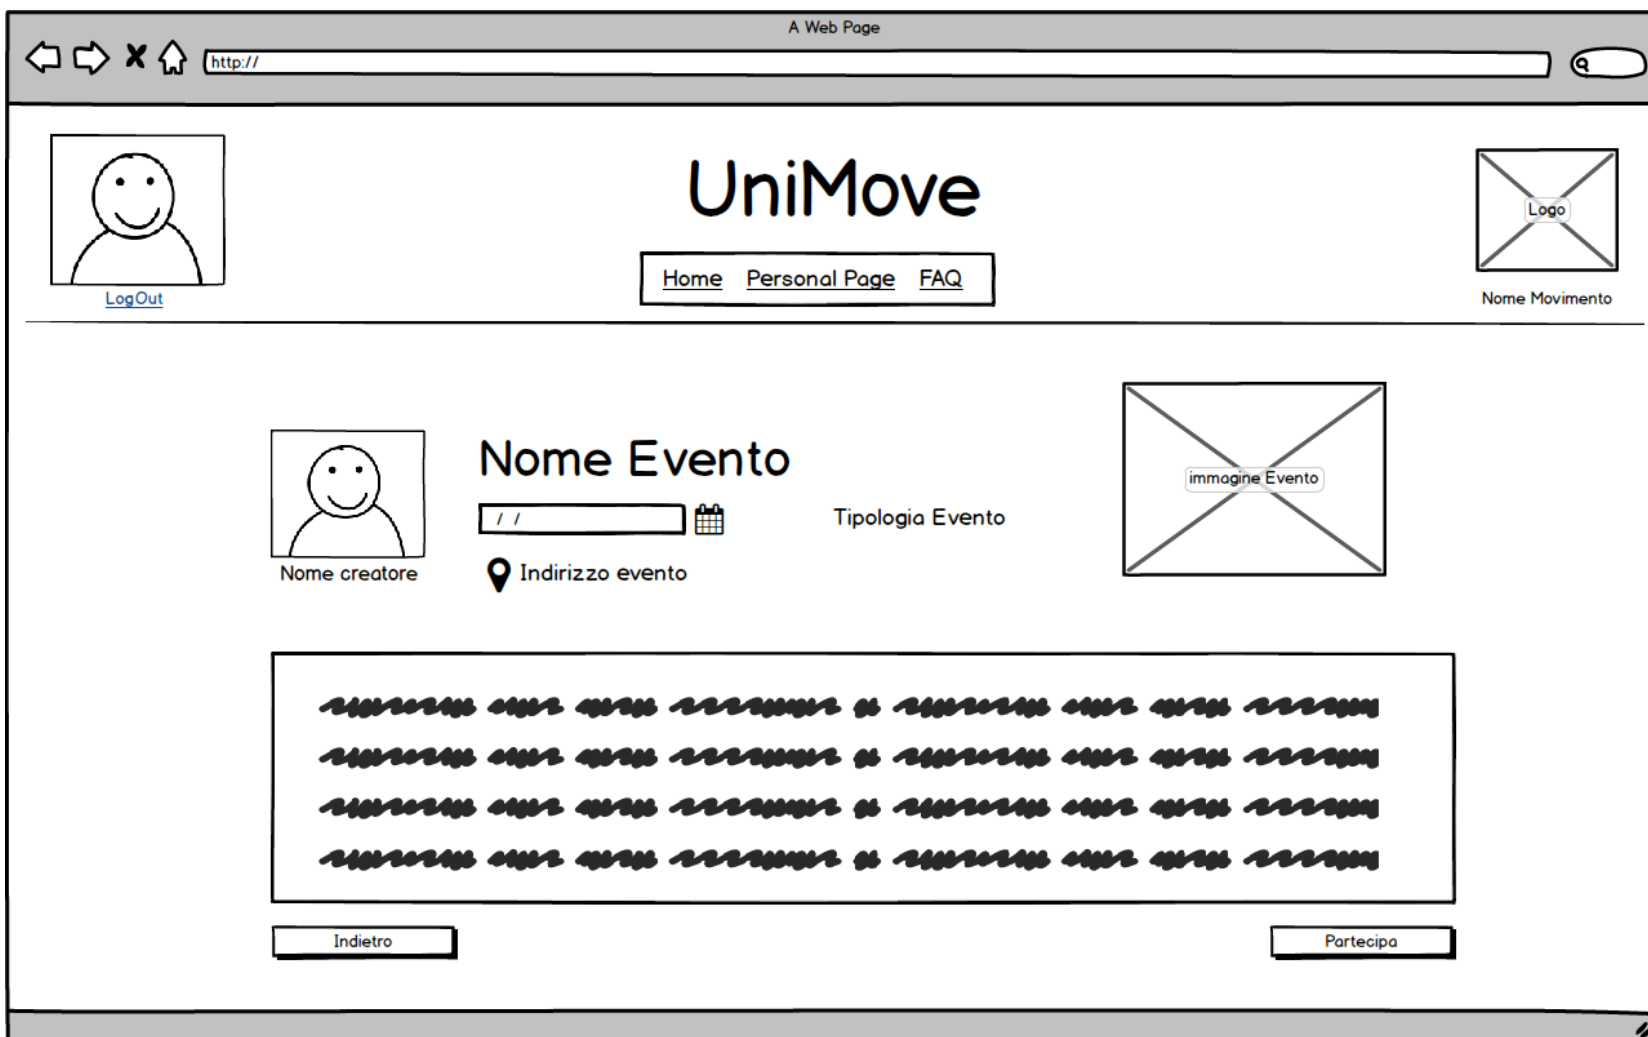 A Web Page
http://
UniMove
Logo
Home Personal Page FAQ
LogOut
Nome Movimento
Nome Evento
immagine Evento
/ /
Tipologia Evento
Nome creatore
Indirizzo evento
Indietro
Partecipa